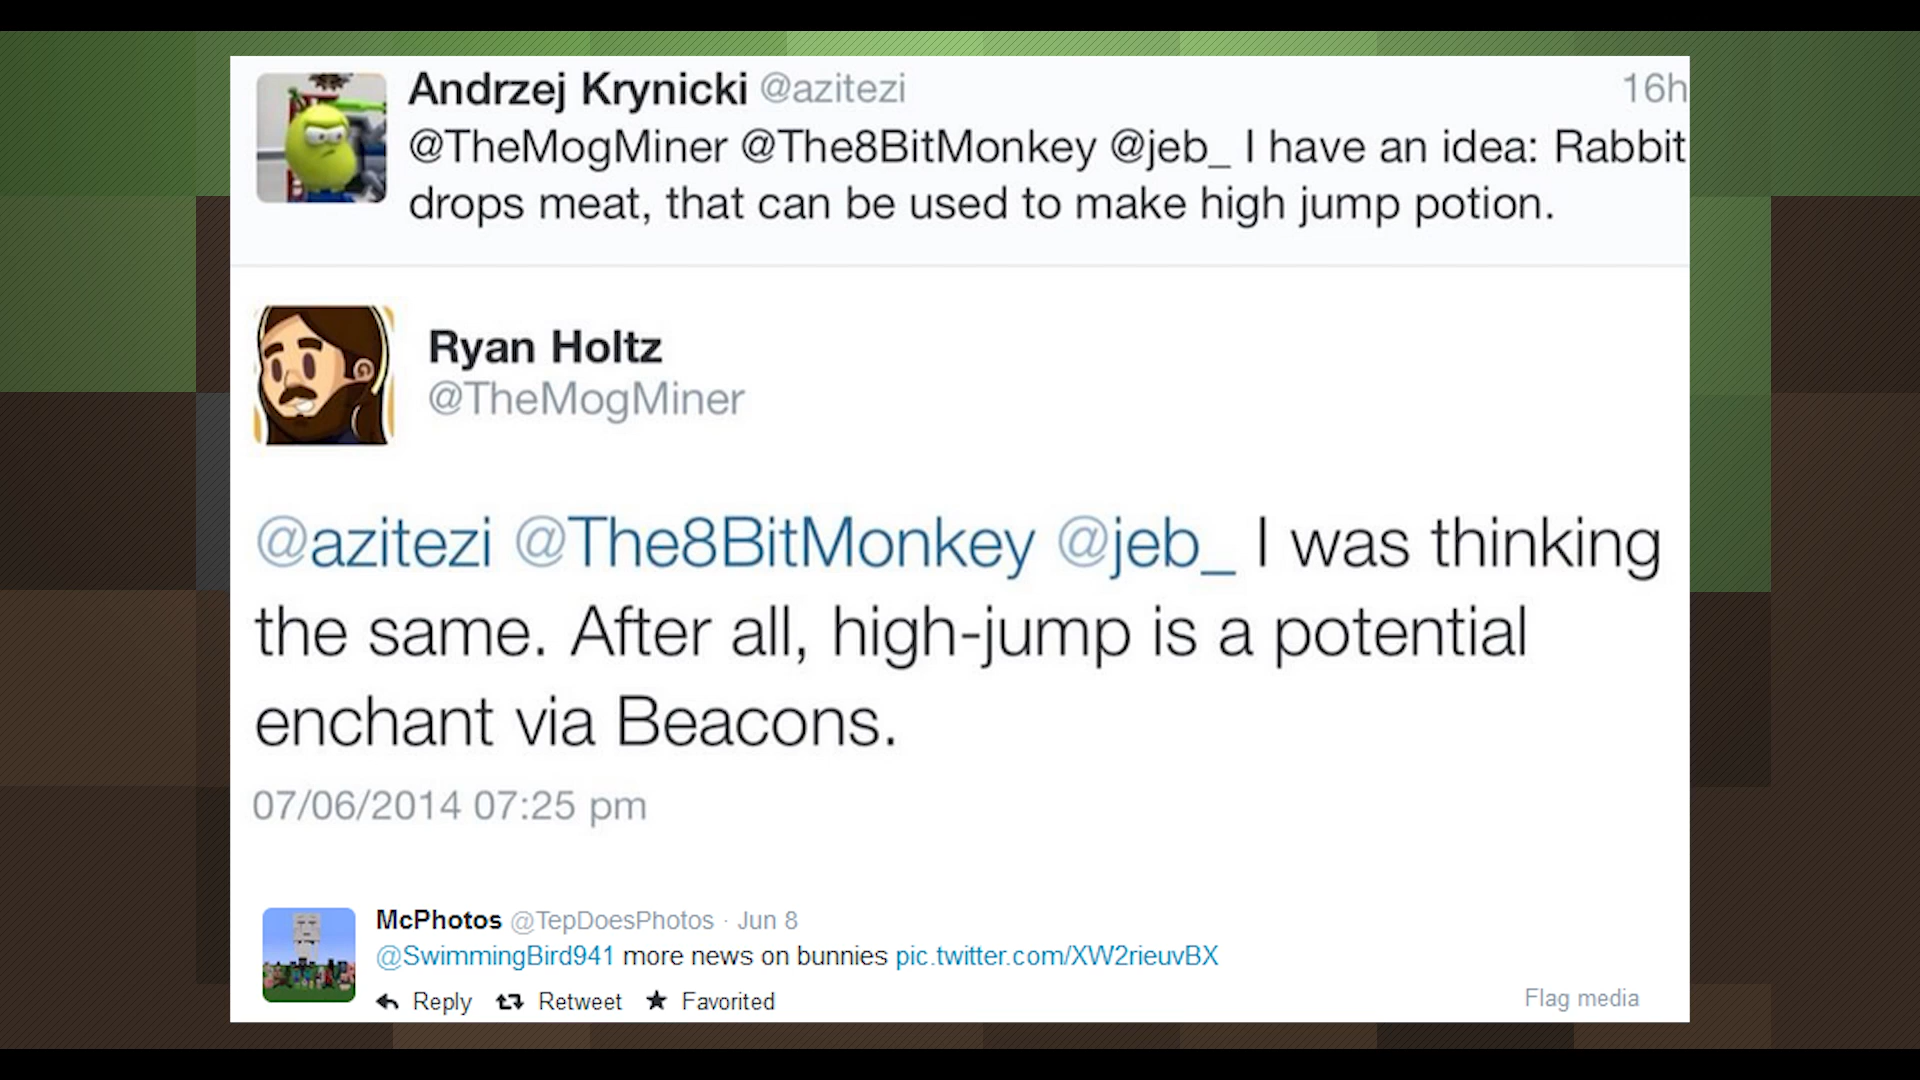 Andrzej Krynicki @azitezi 16h
@TheMogMiner @The8BitMonkey @jeb_ I have an idea: Rabbit
drops meat, that can be used to make high jump potion.
Ryan Holtz
@TheMogMiner
@azitezi @The8BitMonkey @jeb_ I was thinking
the same. After all, high-jump is a potential
enchant via Beacons.
07/06/2014 07:25 pm
McPhotos @TepDoesPhotos · Jun 8
@SwimmingBird941 more news on bunnies pic.twitter.com/XW2rieuvBX
Reply Retweet Favorited Flag media